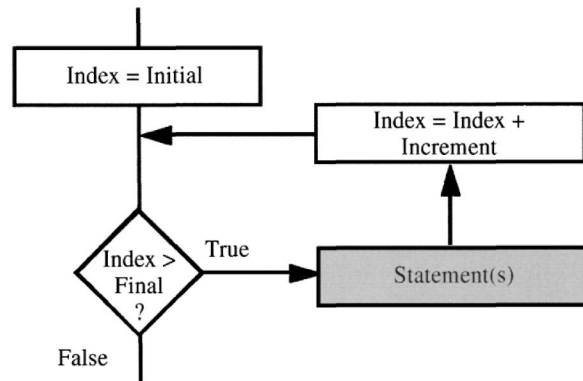 Index = Initial
Index = Index +
Increment
Index >
Final
?
True
Statement(s)
False